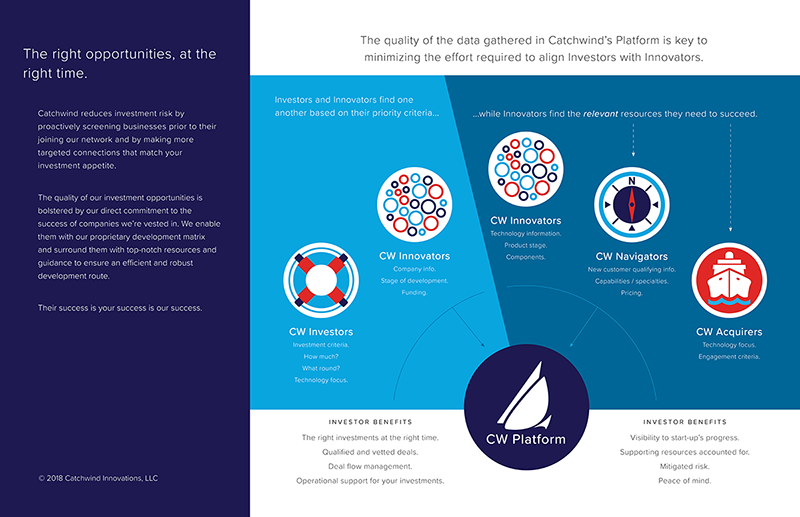 The right opportunities, at the
right time.
Catchwind reduces investment risk by
proactively screening businesses prior to their
joining our network and by making more
targeted connections that match your
investment appetite.
The quality of our investment opportunities is
bolstered by our direct commitment to the
success of companies we're vested in. We enable
them with our proprietary development matrix
and surround them with top-notch resources and
guidance to ensure an efficient and robust
development route.
Their success is your success is our success.
© 2018 Catchwind Innovations, LLC
The quality of the data gathered in Catchwind's Platform is key to
minimizing the effort required to align Investors with Innovators.
Investors and Innovators find one
another based on their priority criteria...
...while Innovators find the relevant resources they need to succeed.
CW Investors
Investment criteria.
How much?
What round?
Technology focus.
CW Innovators
Company info.
Stage of development.
Funding.
CW Innovators
Technology information.
Product stage.
Components.
N
CW Navigators
New customer qualifying info.
Capabilities / specialties.
Pricing.
CW Acquirers
Technology focus.
Engagement criteria.
CW Platform
INVESTOR BENEFITS
The right investments at the right time.
Qualified and vetted deals.
Deal flow management.
Operational support for your investments.
INVESTOR BENEFITS
Visibility to start-up's progress.
Supporting resources accounted for.
Mitigated risk.
Peace of mind.